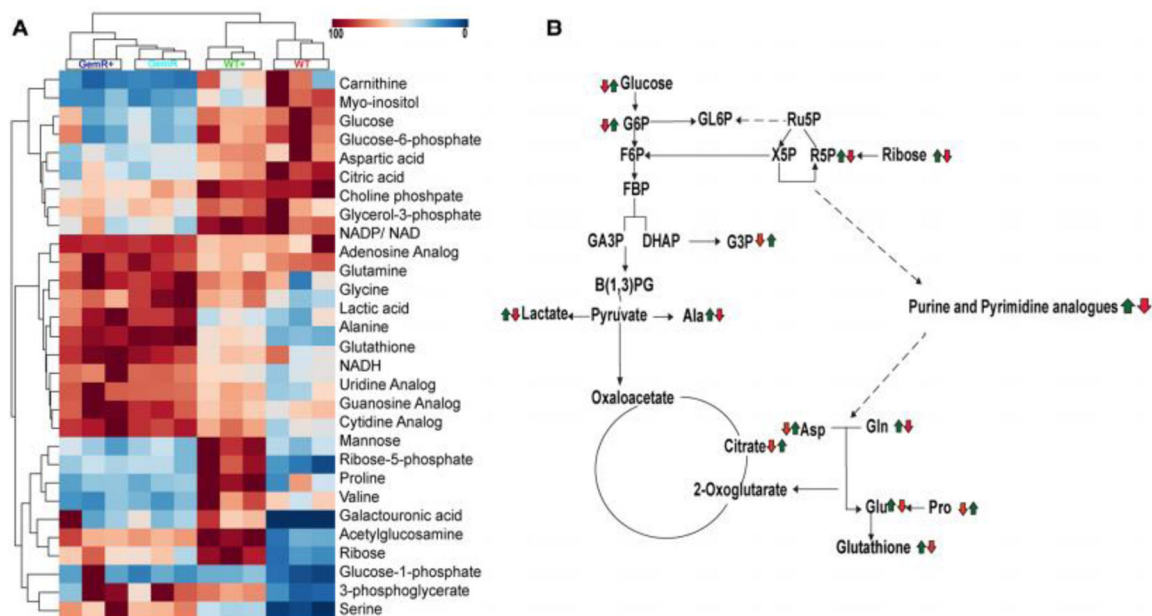 A
100
0
GemR+
GemR
WT+
WT
Carnithine
Myo-inositol
Glucose
Glucose-6-phosphate
Aspartic acid
Citric acid
Choline phoshpate
Glycerol-3-phosphate
NADP/ NAD
Adenosine Analog
Glutamine
Glycine
Lactic acid
Alanine
Glutathione
NADH
Uridine Analog
Guanosine Analog
Cytidine Analog
Mannose
Ribose-5-phosphate
Proline
Valine
Galactouronic acid
Acetylglucosamine
Ribose
Glucose-1-phosphate
3-phosphoglycerate
Serine
B
Glucose
G6P
GL6P
Ru5P
F6P
X5P
R5P
Ribose
FBP
GA3P
DHAP
G3P
B(1,3)PG
Lactate
Pyruvate
Ala
Purine and Pyrimidine analogues
Oxaloacetate
Citrate
Asp
Gln
2-Oxoglutarate
Glu
Pro
Glutathione